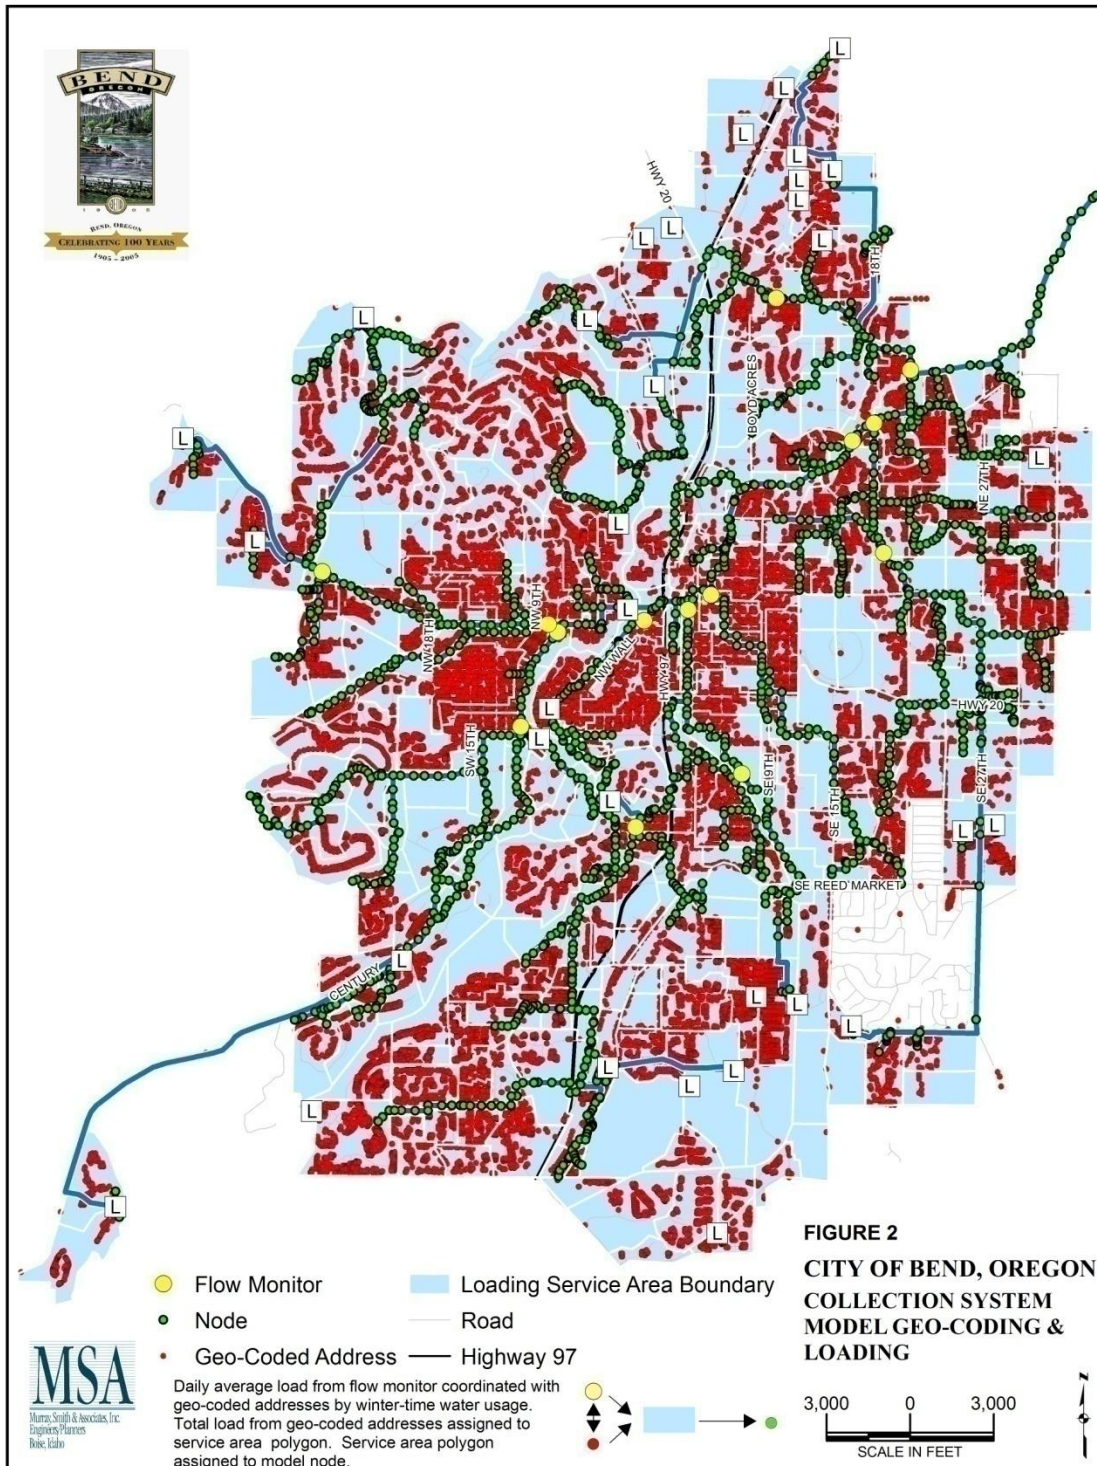 BEND
OREGON
BEND, OREGON
CELEBRATING 100 YEARS
1905 - 2005
L
L
L
L
L
L
L
HWY 20
L
L
L
18TH
L
L
L
BOYD ACRES
L
L
NE 27TH
L
L
NW 9TH
L
NW 18TH
NW WALL
HWY 97
HWY 20
L
L
SW 15TH
SE 9TH
SE 27TH
L
SE 15TH
L
L
SE REED MARKET
L
CENTURY
L
L
L
L
L
L
L
L
L
FIGURE 2
CITY OF BEND, OREGON
COLLECTION SYSTEM
MODEL GEO-CODING &
LOADING
Flow Monitor
Loading Service Area Boundary
Node
Road
Geo-Coded Address
Highway 97
MSA
Murray, Smith & Associates, Inc.
Engineers/Planners
Boise, Idaho
Daily average load from flow monitor coordinated with
geo-coded addresses by winter-time water usage.
Total load from geo-coded addresses assigned to
service area polygon. Service area polygon
assigned to model node.
N
3,000 0 3,000
SCALE IN FEET